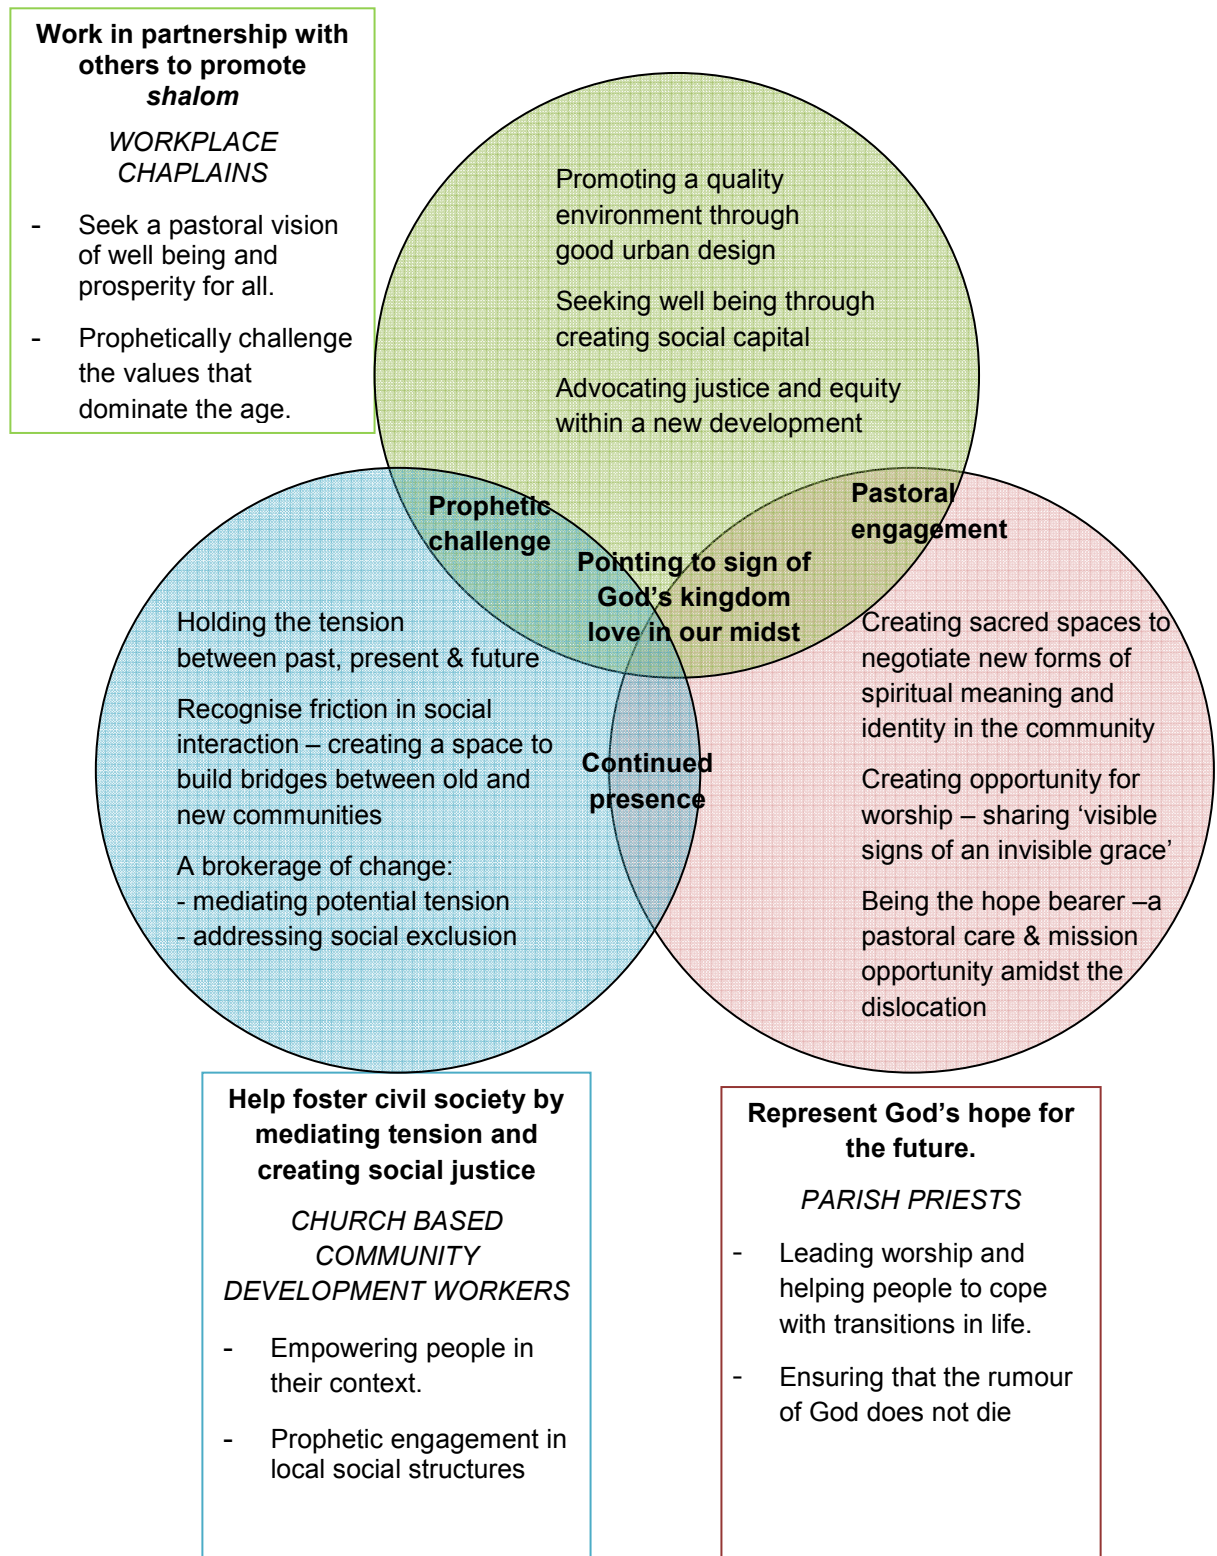 Work in partnership with
others to promote
shalom
WORKPLACE
CHAPLAINS
- Seek a pastoral vision
of well being and
prosperity for all.
- Prophetically challenge
the values that
dominate the age.
Promoting a quality
environment through
good urban design
Seeking well being through
creating social capital
Advocating justice and equity
within a new development
Prophetic
challenge
Pastoral
engagement
Pointing to sign of
God's kingdom
love in our midst
Holding the tension
between past, present & future
Recognise friction in social
interaction – creating a space to
build bridges between old and
new communities
A brokerage of change:
- mediating potential tension
- addressing social exclusion
Continued
presence
Creating sacred spaces to
negotiate new forms of
spiritual meaning and
identity in the community
Creating opportunity for
worship – sharing ‘visible
signs of an invisible grace’
Being the hope bearer –a
pastoral care & mission
opportunity amidst the
dislocation
Help foster civil society by
mediating tension and
creating social justice
CHURCH BASED
COMMUNITY
DEVELOPMENT WORKERS
- Empowering people in
their context.
- Prophetic engagement in
local social structures
Represent God’s hope for
the future.
PARISH PRIESTS
- Leading worship and
helping people to cope
with transitions in life.
- Ensuring that the rumour
of God does not die